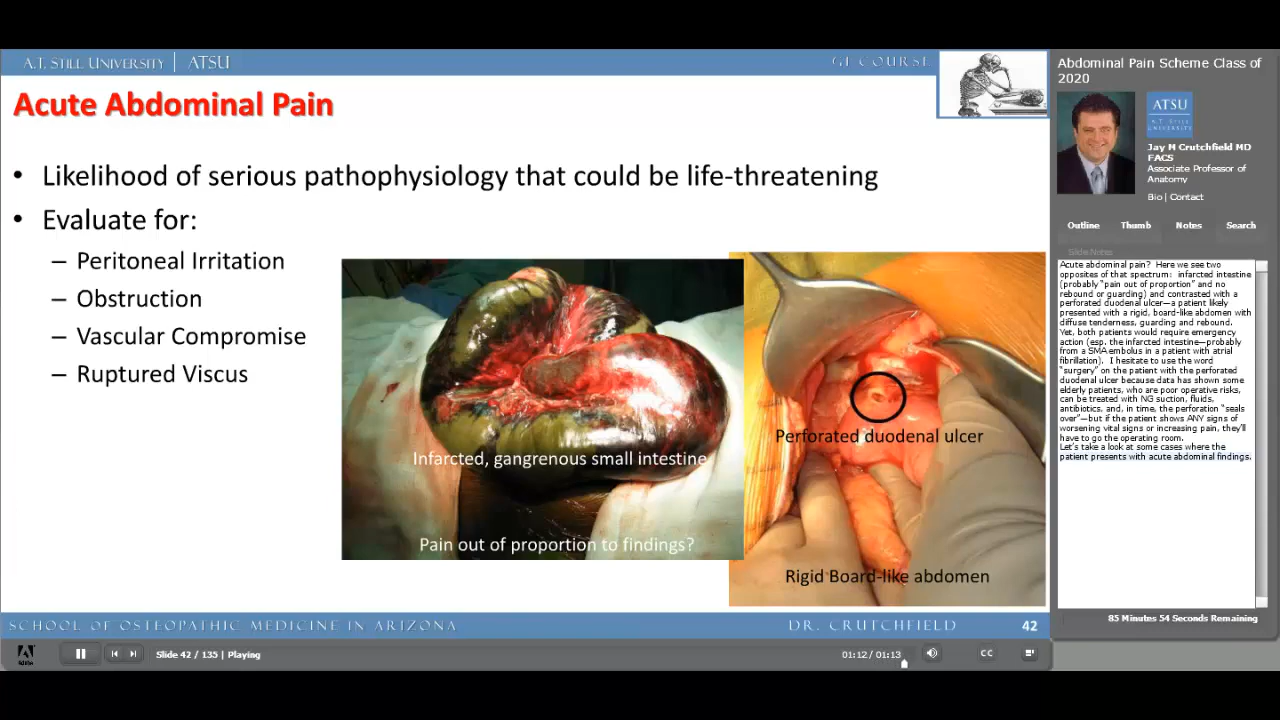 A.T. STILL UNIVERSITY | ATSU
GI COURSE
Acute Abdominal Pain
• Likelihood of serious pathophysiology that could be life-threatening
• Evaluate for:
– Peritoneal Irritation
– Obstruction
– Vascular Compromise
– Ruptured Viscus
Infarcted, gangrenous small intestine
Pain out of proportion to findings?
Perforated duodenal ulcer
Rigid Board-like abdomen
SCHOOL OF OSTEOPATHIC MEDICINE IN ARIZONA
DR. CRUTCHFIELD
42
Abdominal Pain Scheme Class of
2020
ATSU
A.T. STILL
UNIVERSITY
Jay M Crutchfield MD
FACS
Associate Professor of
Anatomy
Bio | Contact
Outline
Thumb
Notes
Search
Slide Notes
Acute abdominal pain? Here we see two
opposites of that spectrum: infarcted intestine
(probably "pain out of proportion" and no
rebound or guarding) and contrasted with a
perforated duodenal ulcer—a patient likely
presented with a rigid, board-like abdomen with
diffuse tenderness, guarding and rebound.
Yet, both patients would require emergency
action (esp. the infarcted intestine—probably
from a SMA embolus in a patient with atrial
fibrillation). I hesitate to use the word
"surgery" on the patient with the perforated
duodenal ulcer because data has shown some
elderly patients, who are poor operative risks,
can be treated with NG suction, fluids,
antibiotics, and, in time, the perforation "seals
over"—but if the patient shows ANY signs of
worsening vital signs or increasing pain, they'll
have to go the operating room.
Let's take a look at some cases where the
patient presents with acute abdominal findings.
85 Minutes 54 Seconds Remaining
Adobe
Slide 42 / 135 | Playing
01:12 / 01:13
CC